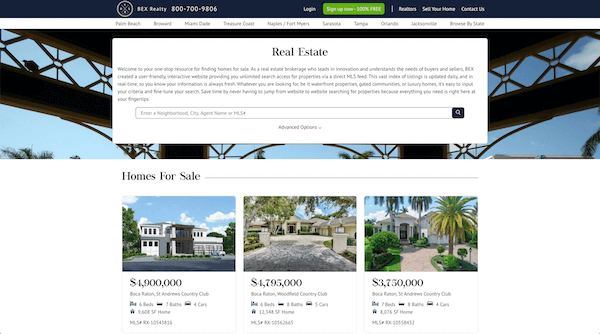 BEX Realty 800-700-9806 Login Sign up now - 100% FREE Realtors Sell Your Home Contact Us
Palm Beach Broward Miami Dade Treasure Coast Naples / Fort Myers Sarasota Tampa Orlando Jacksonville Browse By State
Real Estate
Welcome to your one-stop resource for finding homes for sale. As a real estate brokerage who leads in innovation and understands the needs of buyers and sellers, BEX
created a user-friendly, interactive website providing you unlimited search access for properties via a direct MLS feed. This vast index of listings is updated daily, and in
real time, so you know your information is always fresh. Whatever you are looking for, be it waterfront properties, gated communities, or luxury homes, it's easy to input
your criteria and fine-tune your search. Save time by never having to jump from website to website searching for properties because everything you need is right here at
your fingertips.
Enter a Neighborhood, City, Agent Name or MLS#
Advanced Options
Homes For Sale
$4,900,000 $4,795,000 $3,750,000
Boca Raton, St Andrews Country Club Boca Raton, Woodfield Country Club Boca Raton, St Andrews Country Club
6 Beds 8 Baths 4 Cars 6 Beds 8 Baths 5 Cars 7 Beds 8 Baths 4 Cars
9,608 SF Home 12,348 SF Home 8,076 SF Home
MLS# RX-10543816 MLS# RX-10562665 MLS# RX-10558432